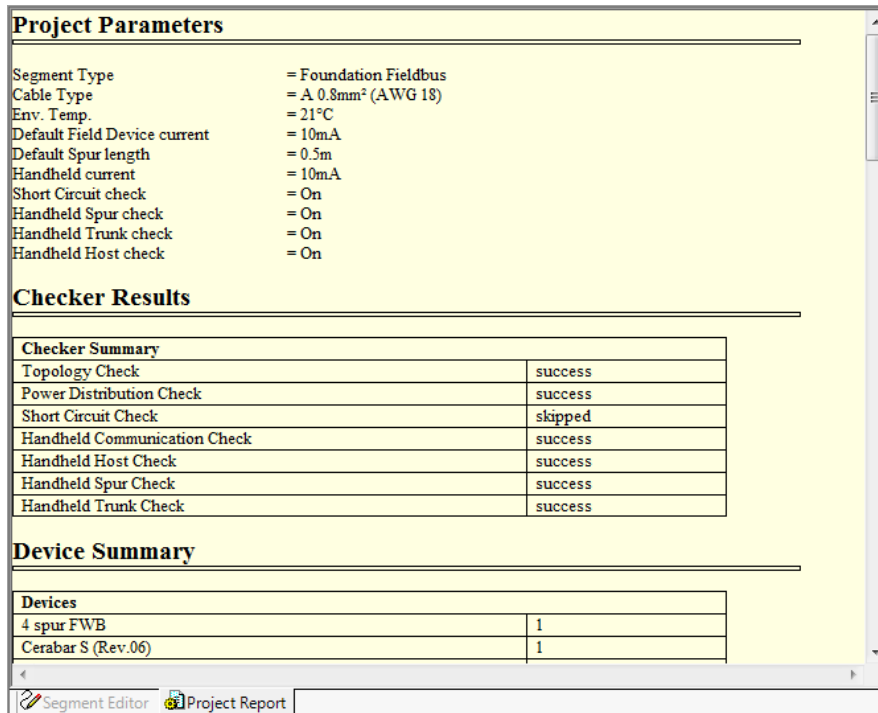 Project Parameters
Segment Type = Foundation Fieldbus
Cable Type = A 0.8mm² (AWG 18)
Env. Temp. = 21°C
Default Field Device current = 10mA
Default Spur length = 0.5m
Handheld current = 10mA
Short Circuit check = On
Handheld Spur check = On
Handheld Trunk check = On
Handheld Host check = On
Checker Results
Checker Summary
Topology Check success
Power Distribution Check success
Short Circuit Check skipped
Handheld Communication Check success
Handheld Host Check success
Handheld Spur Check success
Handheld Trunk Check success
Device Summary
Devices
4 spur FWB 1
Cerabar S (Rev.06) 1
Segment Editor Project Report